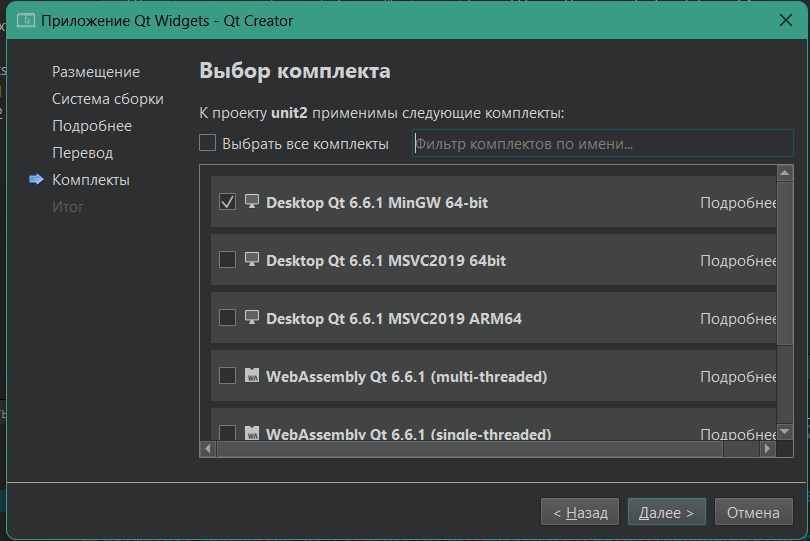 Приложение Qt Widgets - Qt Creator
Размещение
Система сборки
Подробнее
Перевод
Комплекты
Итог
Выбор комплекта
К проекту unit2 применимы следующие комплекты:
Выбрать все комплекты
Фильтр комплектов по имени...
Desktop Qt 6.6.1 MinGW 64-bit Подробнее
Desktop Qt 6.6.1 MSVC2019 64bit Подробнее
Desktop Qt 6.6.1 MSVC2019 ARM64 Подробнее
WA WebAssembly Qt 6.6.1 (multi-threaded) Подробнее
WA WebAssembly Qt 6.6.1 (single-threaded) Подробнее
< Назад Далее > Отмена